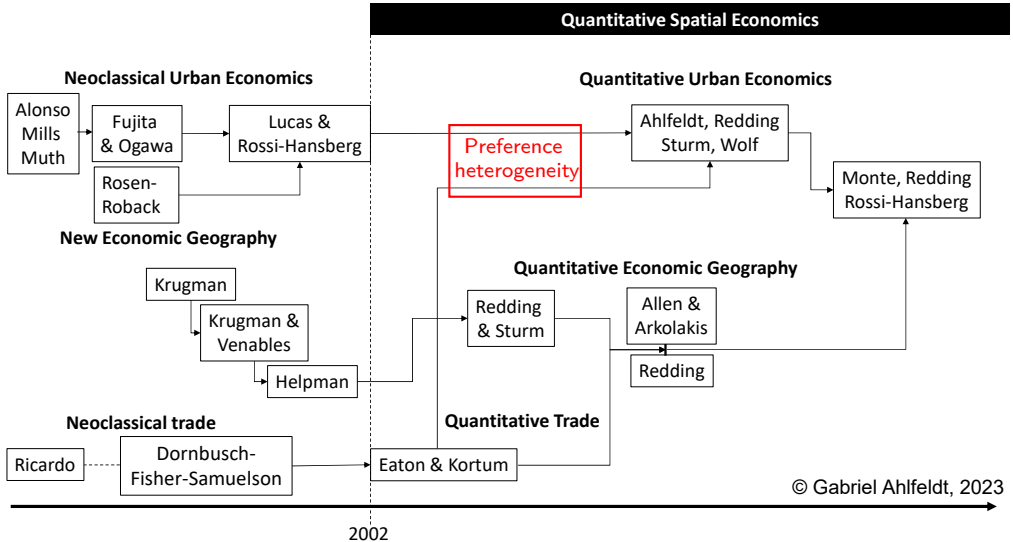 Quantitative Spatial Economics
Neoclassical Urban Economics
Quantitative Urban Economics
Alonso
Mills
Muth
Fujita
& Ogawa
Lucas &
Rossi-Hansberg
Preference
heterogeneity
Ahlfeldt, Redding
Sturm, Wolf
Rosen-
Roback
Monte, Redding
Rossi-Hansberg
New Economic Geography
Quantitative Economic Geography
Krugman
Krugman &
Venables
Helpman
Redding
& Sturm
Allen &
Arkolakis
Redding
Neoclassical trade
Quantitative Trade
Ricardo
Dornbusch-
Fisher-Samuelson
Eaton & Kortum
© Gabriel Ahlfeldt, 2023
2002